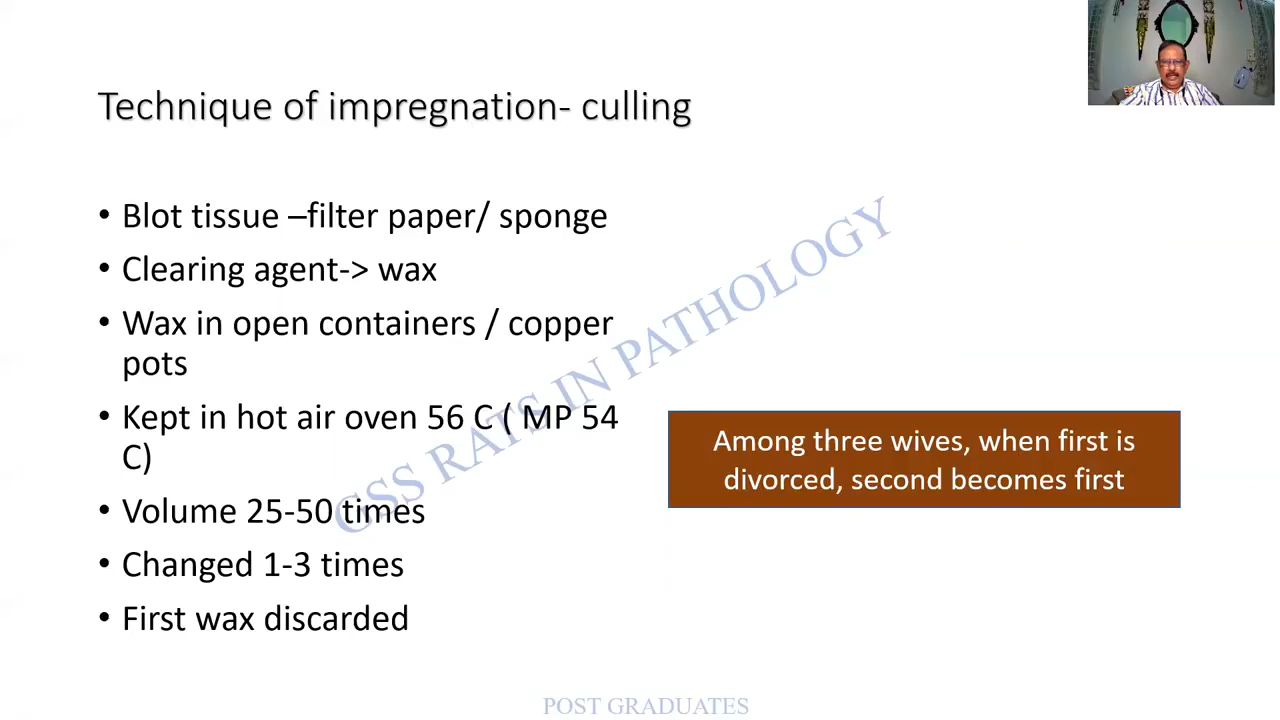 Technique of impregnation- culling
• Blot tissue –filter paper/ sponge
• Clearing agent-> wax
• Wax in open containers / copper
pots
• Kept in hot air oven 56 C ( MP 54
C)
• Volume 25-50 times
• Changed 1-3 times
• First wax discarded
Among three wives, when first is
divorced, second becomes first
CSS RATS IN PATHOLOGY
POST GRADUATES